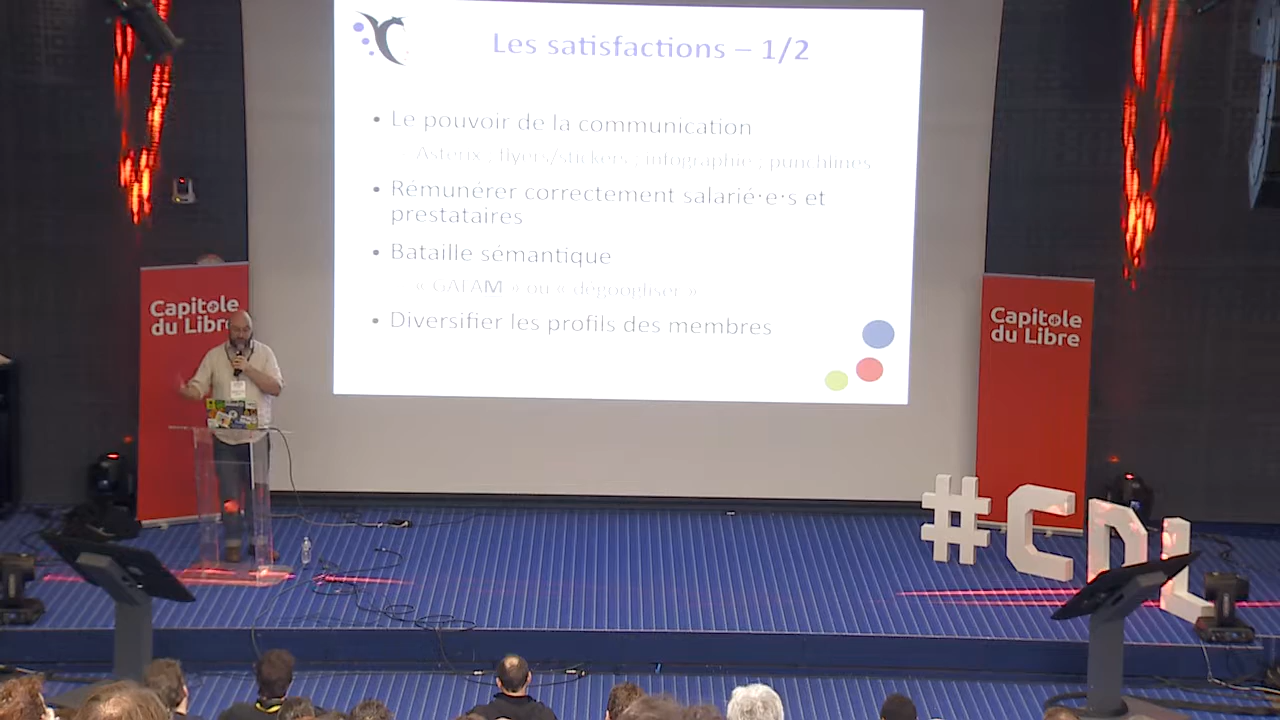 Les satisfactions – 1/2
• Le pouvoir de la communication
Astérix , flyers/stickers , infographie , punchlines
• Rémunérer correctement salarié·e·s et
prestataires
• Bataille sémantique
« GAFAM » ou « dégoogliser »
• Diversifier les profils des membres
Capitole
du Libre
Capitole
du Libre
#CDL